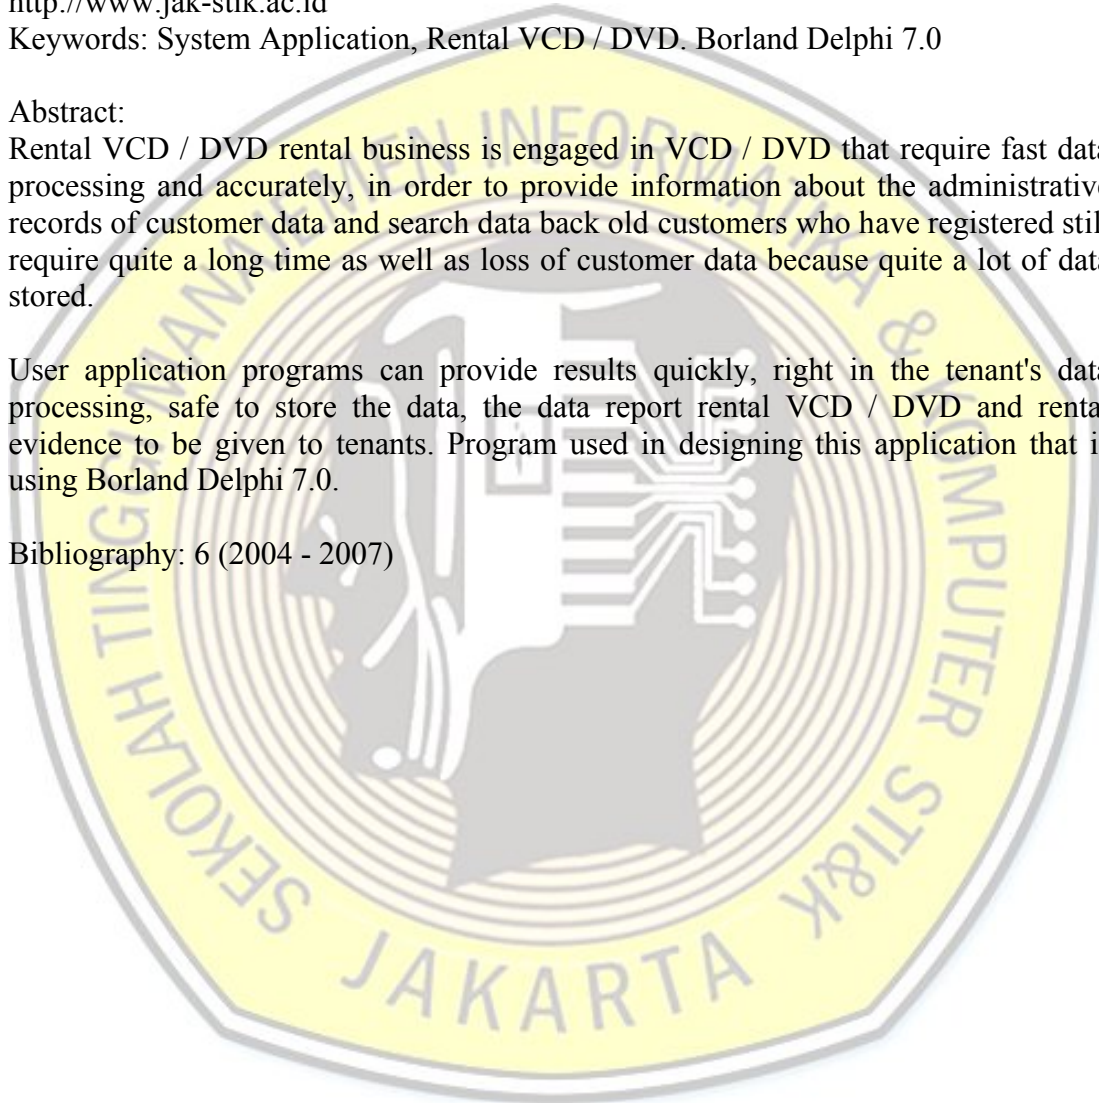 http://www.jak-stik.ac.id
Keywords: System Application, Rental VCD / DVD. Borland Delphi 7.0
Abstract:
Rental VCD / DVD rental business is engaged in VCD / DVD that require fast data
processing and accurately, in order to provide information about the administrative
records of customer data and search data back old customers who have registered still
require quite a long time as well as loss of customer data because quite a lot of data
stored.
User application programs can provide results quickly, right in the tenant's data
processing, safe to store the data, the data report rental VCD / DVD and rental
evidence to be given to tenants. Program used in designing this application that is
using Borland Delphi 7.0.
Bibliography: 6 (2004 - 2007)
SEKOLAH TINGGI MANAJEMEN INFORMATIKA & KOMPUTER STI&K
JAKARTA